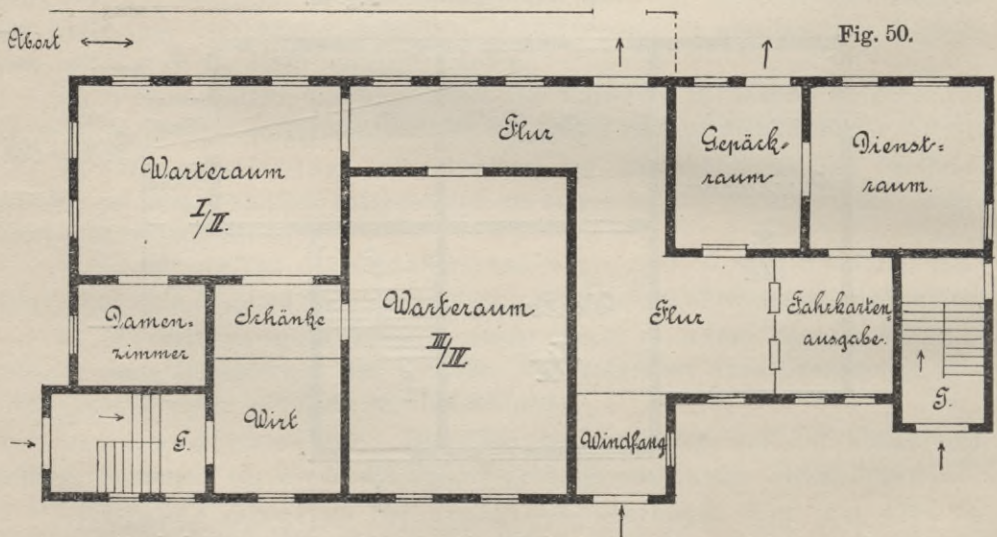 Abort
Fig. 50.
Warteraum
I/II.
Flur
Gepäck-
raum
Dienst=
raum.
Damen-
zimmer
Schänke
Warteraum
III/IV
Flur
Fahrkarten-
ausgabe.
Wirt
Windfang